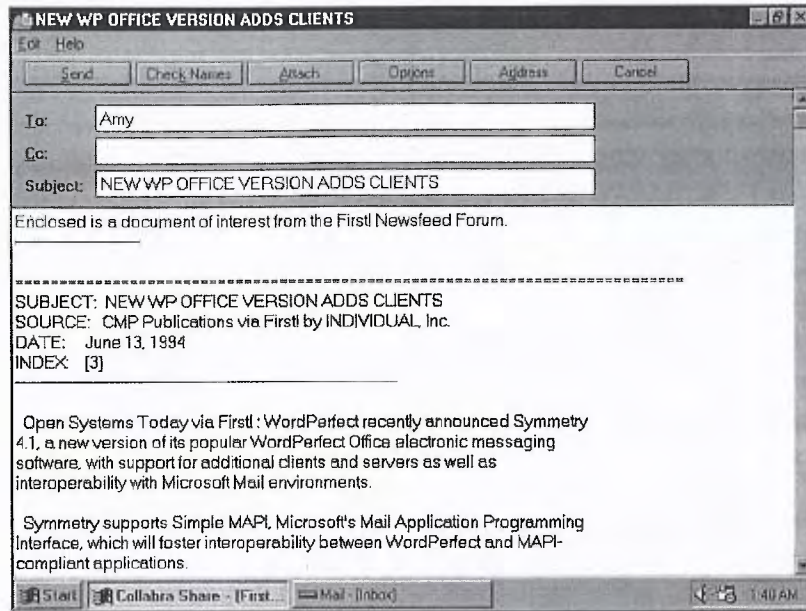 NEW WP OFFICE VERSION ADDS CLIENTS
Edit Help
Send Check Names Attach Options Address Cancel
To: Amy
Cc:
Subject: NEW WP OFFICE VERSION ADDS CLIENTS
Enclosed is a document of interest from the First! Newsfeed Forum.
SUBJECT: NEW WP OFFICE VERSION ADDS CLIENTS
SOURCE: CMP Publications via First! by INDIVIDUAL, Inc.
DATE: June 13, 1994
INDEX: [3]
Open Systems Today via First! : WordPerfect recently announced Symmetry
4.1, a new version of its popular WordPerfect Office electronic messaging
software, with support for additional clients and servers as well as
interoperability with Microsoft Mail environments.
Symmetry supports Simple MAPI, Microsoft's Mail Application Programming
Interface, which will foster interoperability between WordPerfect and MAPI-
compliant applications.
Start Collabra Share - [First... Mail - [Inbox] 1:40 AM